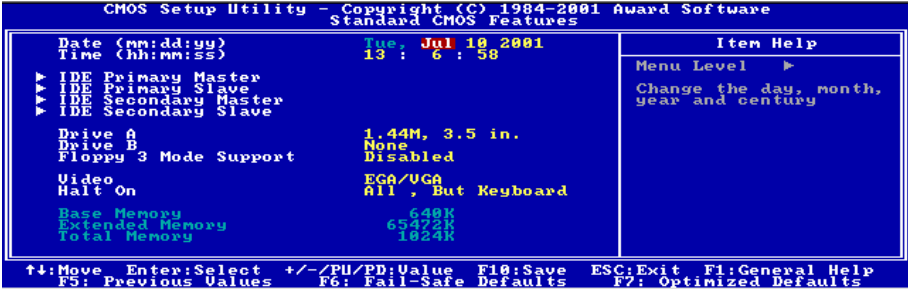 CMOS Setup Utility - Copyright (C) 1984-2001 Award Software
Standard CMOS Features
Date (mm:dd:yy) Tue, Jul 10 2001
Time (hh:mm:ss) 13 : 6 : 58
▶ IDE Primary Master
▶ IDE Primary Slave
▶ IDE Secondary Master
▶ IDE Secondary Slave
Drive A 1.44M, 3.5 in.
Drive B None
Floppy 3 Mode Support Disabled
Video EGA/VGA
Halt On All , But Keyboard
Base Memory 640K
Extended Memory 65472K
Total Memory 1024K
Item Help
Menu Level ▶
Change the day, month,
year and century
↑↓:Move Enter:Select +/-/PU/PD:Value F10:Save ESC:Exit F1:General Help
F5: Previous Values F6: Fail-Safe Defaults F7: Optimized Defaults